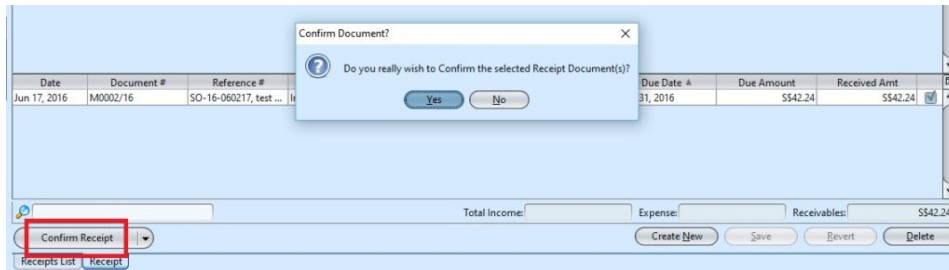 Confirm Document?
Do you really wish to Confirm the selected Receipt Document(s)?
Yes No
Date Document # Reference # Due Date Due Amount Received Amt
Jun 17, 2016 M0002/16 SO-16-060217, test ... 31, 2016 S$42.24 S$42.24
Total Income: Expense: Receivables: S$42.24
Confirm Receipt Create New Save Revert Delete
Receipts List Receipt